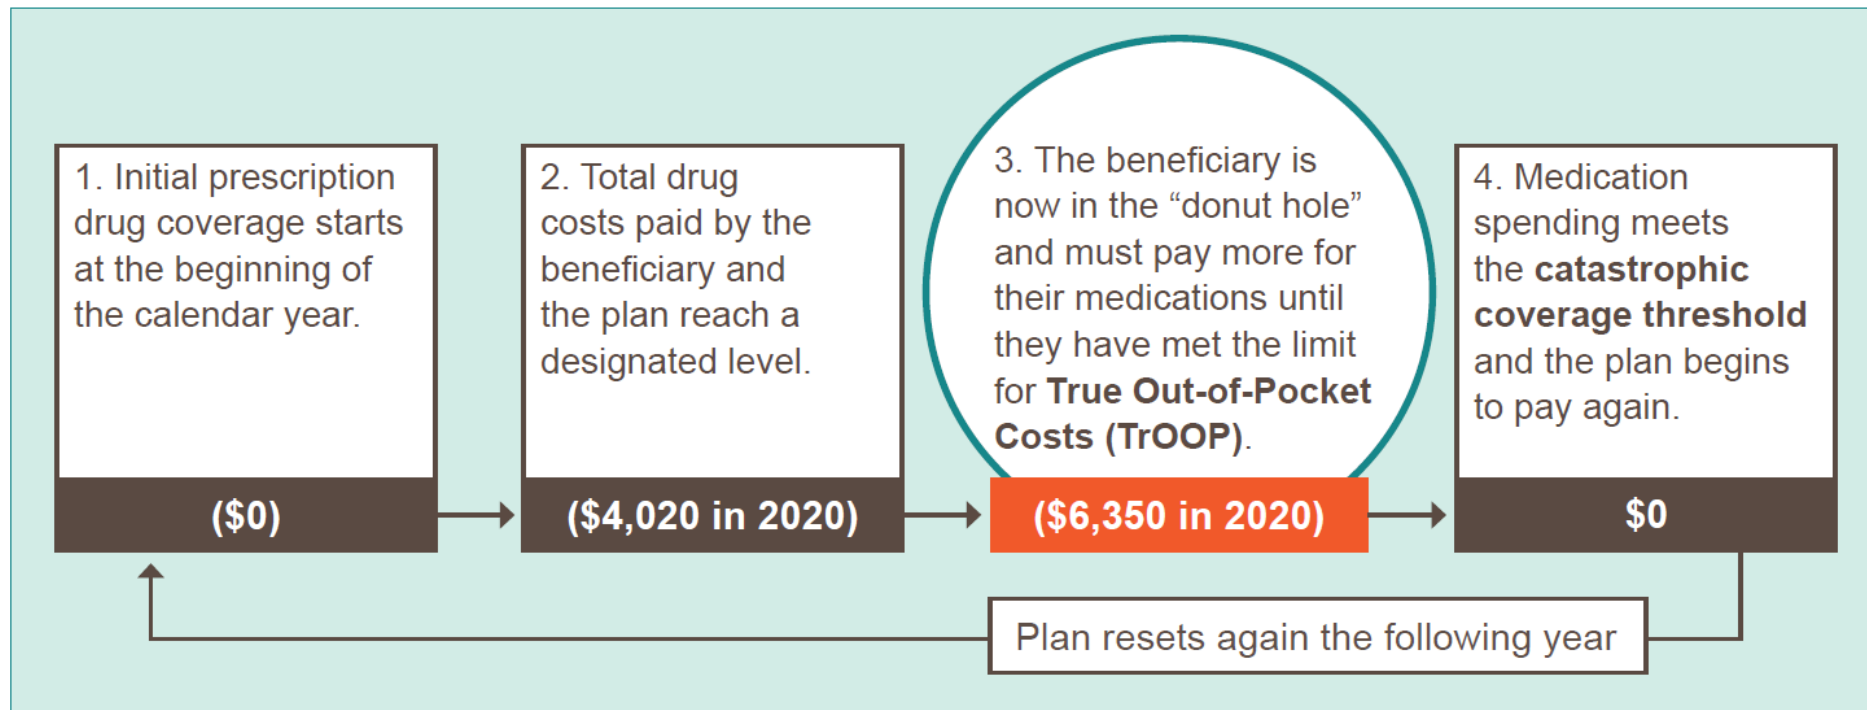 1. Initial prescription
drug coverage starts
at the beginning of
the calendar year.
($0)
2. Total drug
costs paid by the
beneficiary and
the plan reach a
designated level.
($4,020 in 2020)
3. The beneficiary is
now in the “donut hole”
and must pay more for
their medications until
they have met the limit
for True Out-of-Pocket
Costs (TrOOP).
($6,350 in 2020)
4. Medication
spending meets
the catastrophic
coverage threshold
and the plan begins
to pay again.
$0
Plan resets again the following year